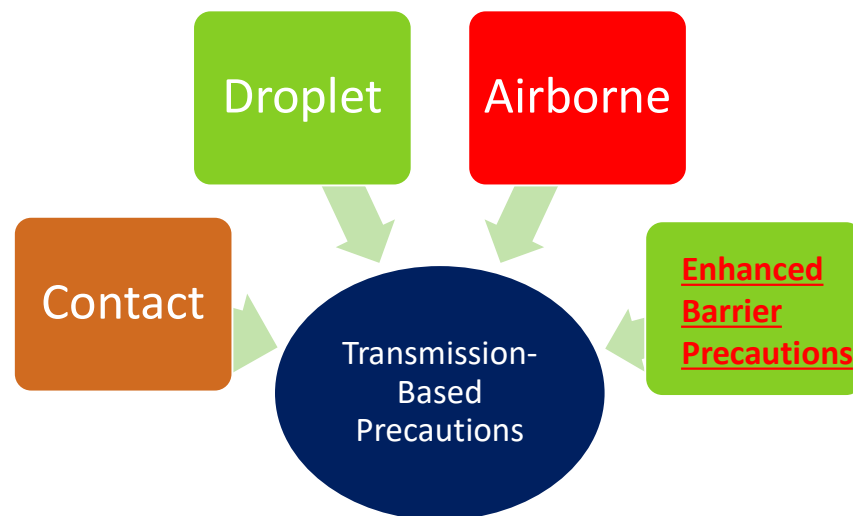 Droplet
Airborne
Contact
Enhanced
Barrier
Precautions
Transmission-
Based
Precautions